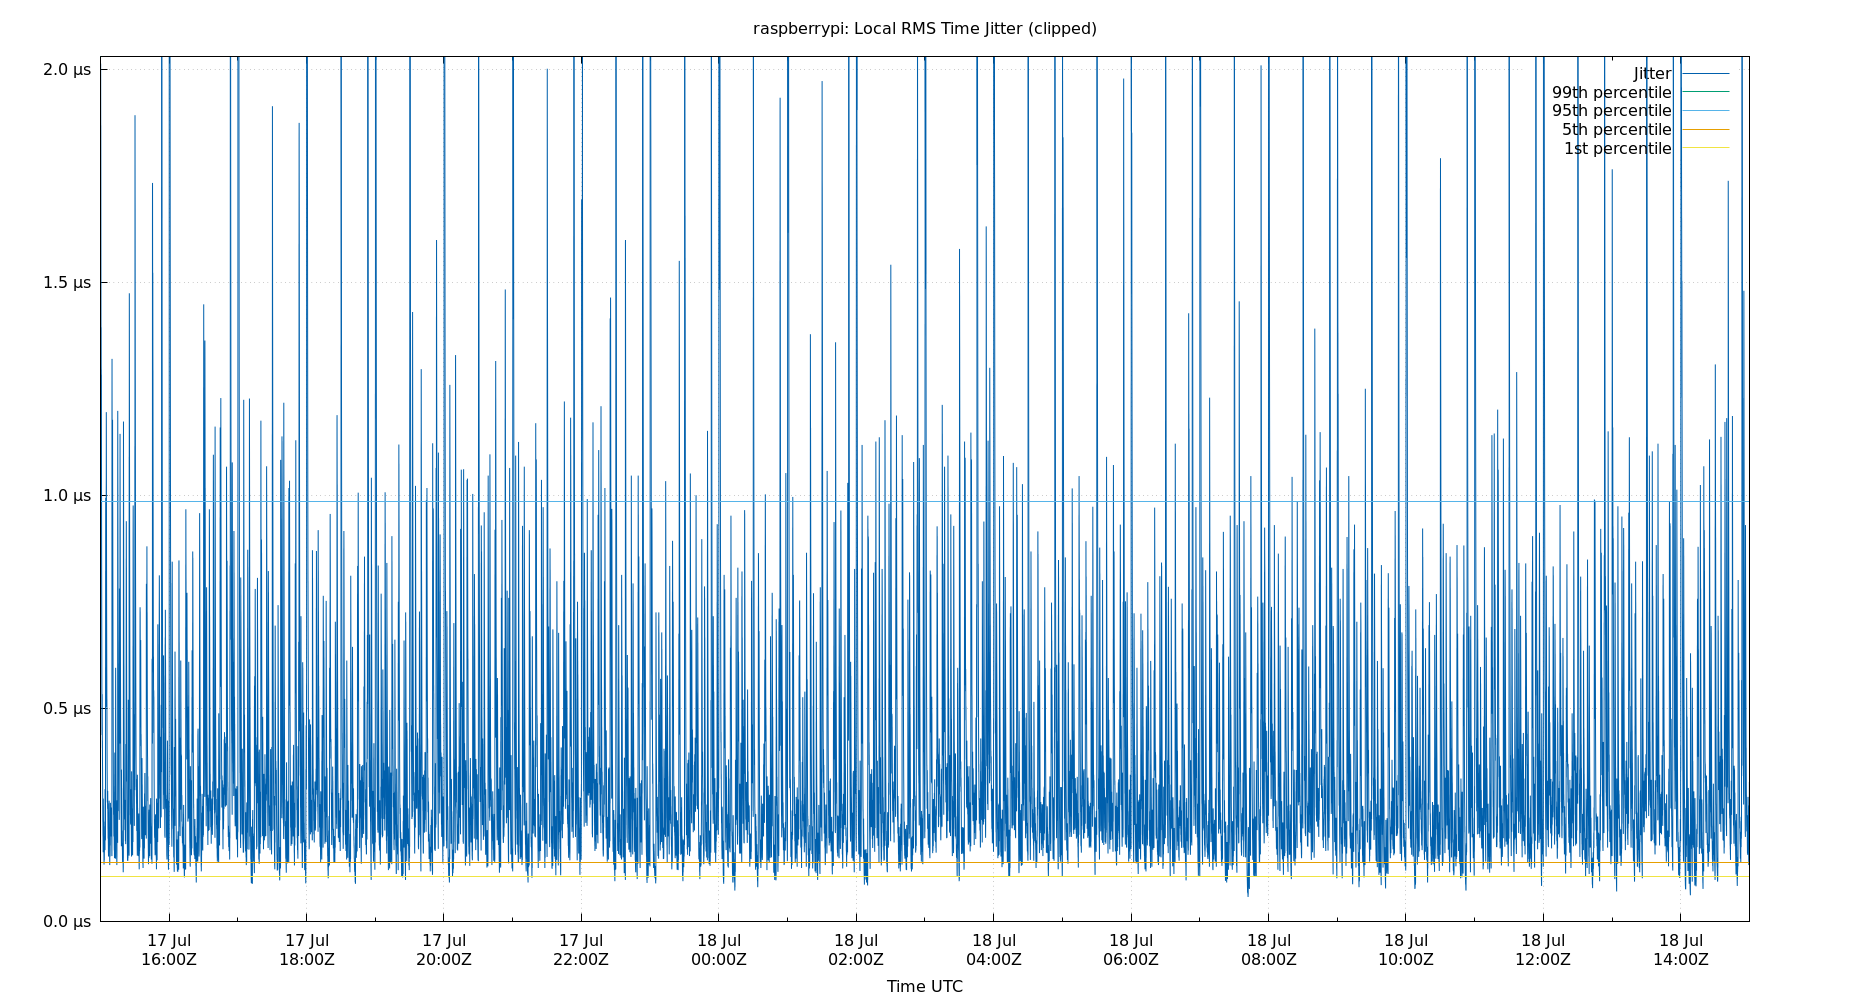 raspberrypi: Local RMS Time Jitter (clipped)
2.0 µs
1.5 µs
1.0 µs
0.5 µs
0.0 µs
Jitter
99th percentile
95th percentile
5th percentile
1st percentile
17 Jul 17 Jul 17 Jul 17 Jul 18 Jul 18 Jul 18 Jul 18 Jul 18 Jul 18 Jul 18 Jul 18 Jul
16:00Z 18:00Z 20:00Z 22:00Z 00:00Z 02:00Z 04:00Z 06:00Z 08:00Z 10:00Z 12:00Z 14:00Z
Time UTC